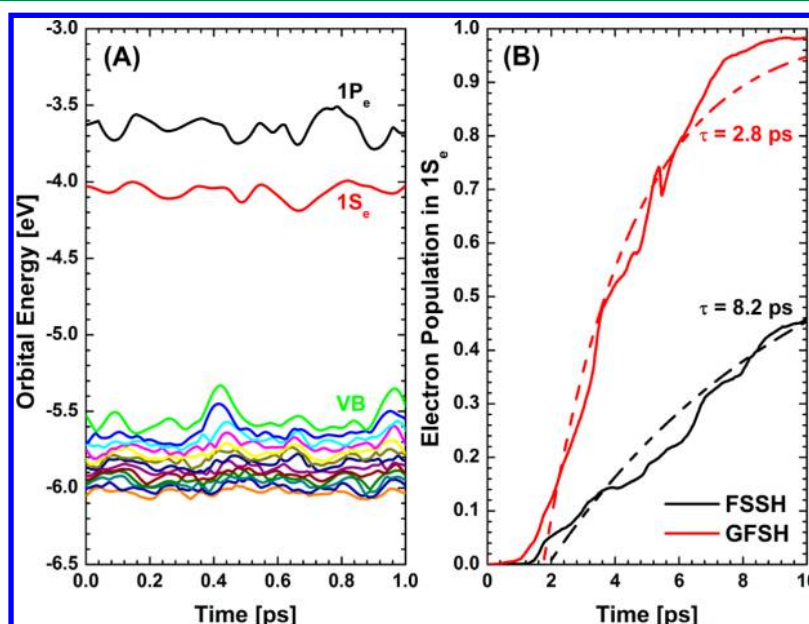 (A)
1Pe
1Se
VB
-3.0
-3.5
-4.0
-4.5
-5.0
-5.5
-6.0
-6.5
Orbital Energy [eV]
0.0 0.2 0.4 0.6 0.8 1.0
Time [ps]
(B)
τ = 2.8 ps
τ = 8.2 ps
FSSH
GFSH
1.0
0.9
0.8
0.7
0.6
0.5
0.4
0.3
0.2
0.1
0.0
Electron Population in 1Se
0 2 4 6 8 10
Time [ps]